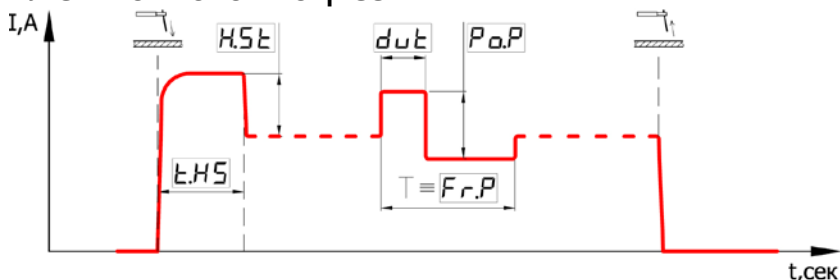 I,A
H.St
dut
Po.P
t.HS
T ≡ Fr.P
t,сек